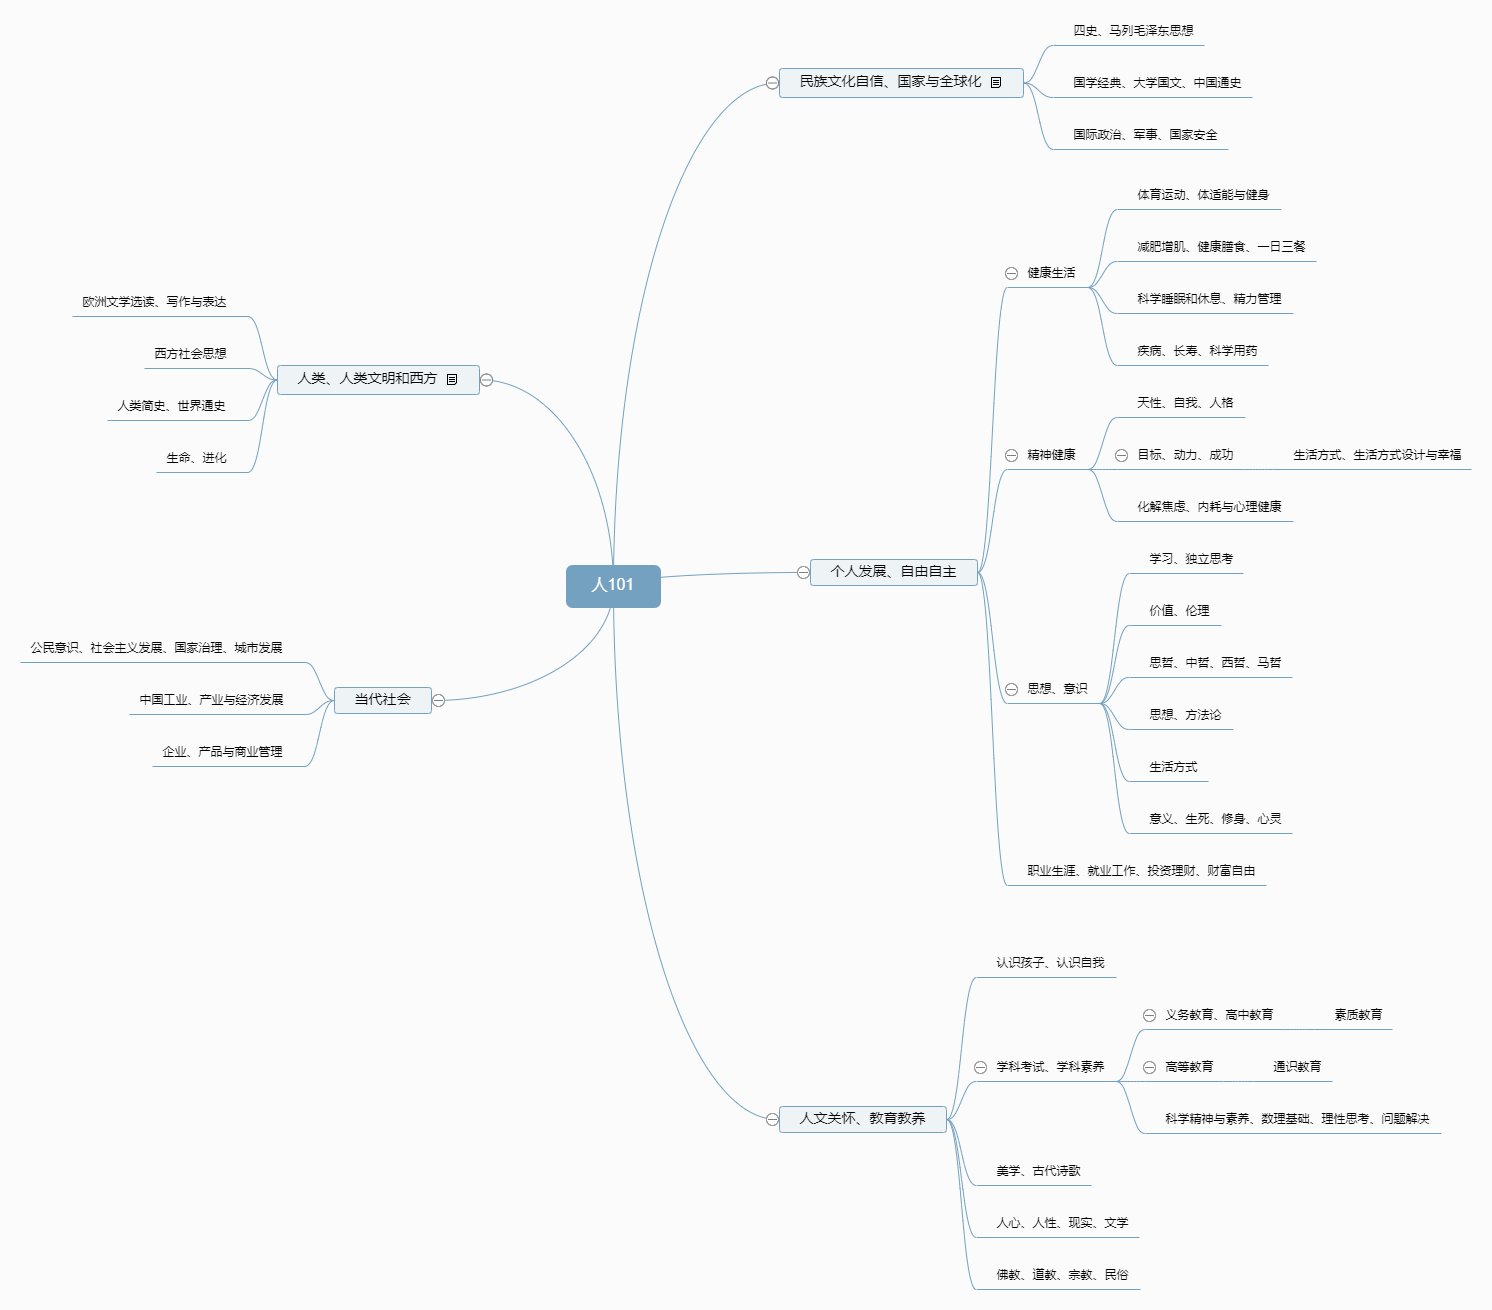 人101
民族文化自信、国家与全球化
四史、马列毛泽东思想
国学经典、大学国文、中国通史
国际政治、军事、国家安全
个人发展、自由自主
健康生活
体育运动、体适能与健身
减肥增肌、健康膳食、一日三餐
科学睡眠和休息、精力管理
疾病、长寿、科学用药
精神健康
天性、自我、人格
目标、动力、成功
生活方式、生活方式设计与幸福
化解焦虑、内耗与心理健康
思想、意识
学习、独立思考
价值、伦理
思哲、中哲、西哲、马哲
思想、方法论
生活方式
意义、生死、修身、心灵
职业生涯、就业工作、投资理财、财富自由
人文关怀、教育教养
认识孩子、认识自我
学科考试、学科素养
义务教育、高中教育
素质教育
高等教育
通识教育
科学精神与素养、数理基础、理性思考、问题解决
美学、古代诗歌
人心、人性、现实、文学
佛教、道教、宗教、民俗
人类、人类文明和西方
欧洲文学选读、写作与表达
西方社会思想
人类简史、世界通史
生命、进化
当代社会
公民意识、社会主义发展、国家治理、城市发展
中国工业、产业与经济发展
企业、产品与商业管理